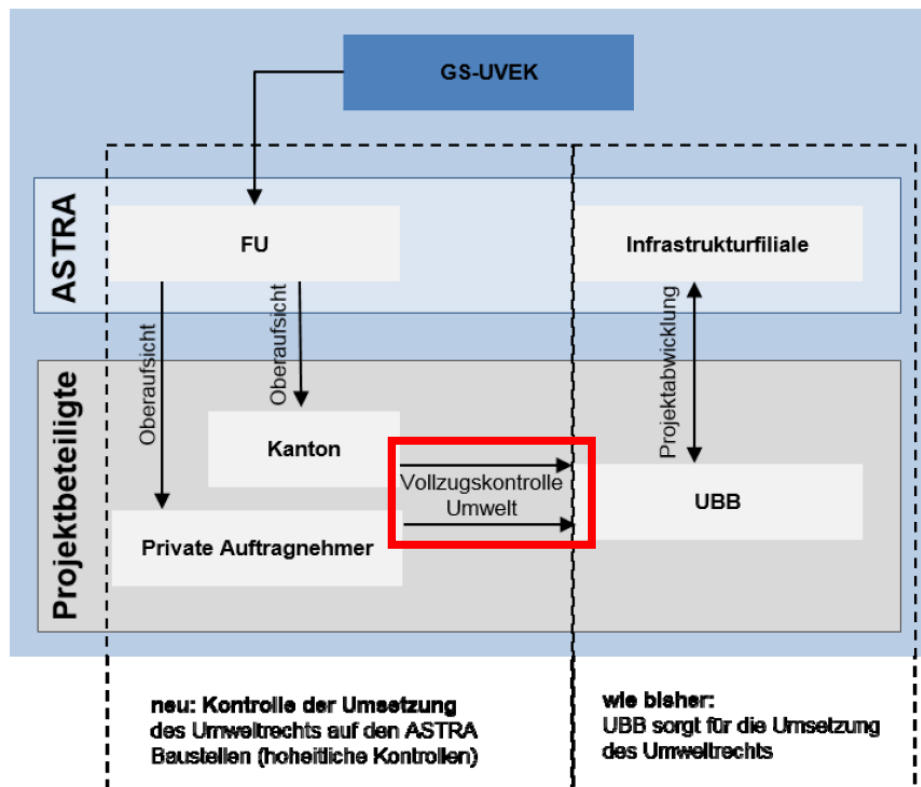 GS-UVEK
ASTRA
FU
Infrastrukturfiliale
Oberaufsicht
Oberaufsicht
Projektabwicklung
Projektbeteiligte
Kanton
Vollzugskontrolle
Umwelt
UBB
Private Auftragnehmer
neu: Kontrolle der Umsetzung
des Umweltrechts auf den ASTRA
Baustellen (hoheitliche Kontrollen)
wie bisher:
UBB sorgt für die Umsetzung
des Umweltrechts